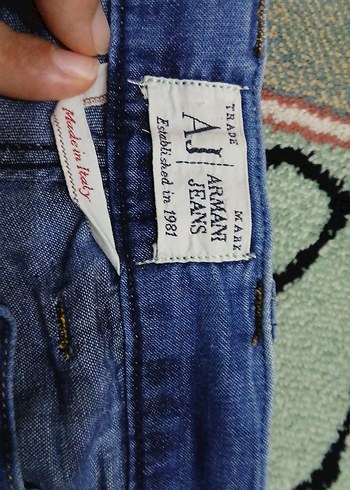 TRADE MARK
AJ ARMANI
JEANS
Established in 1981
Made in Italy